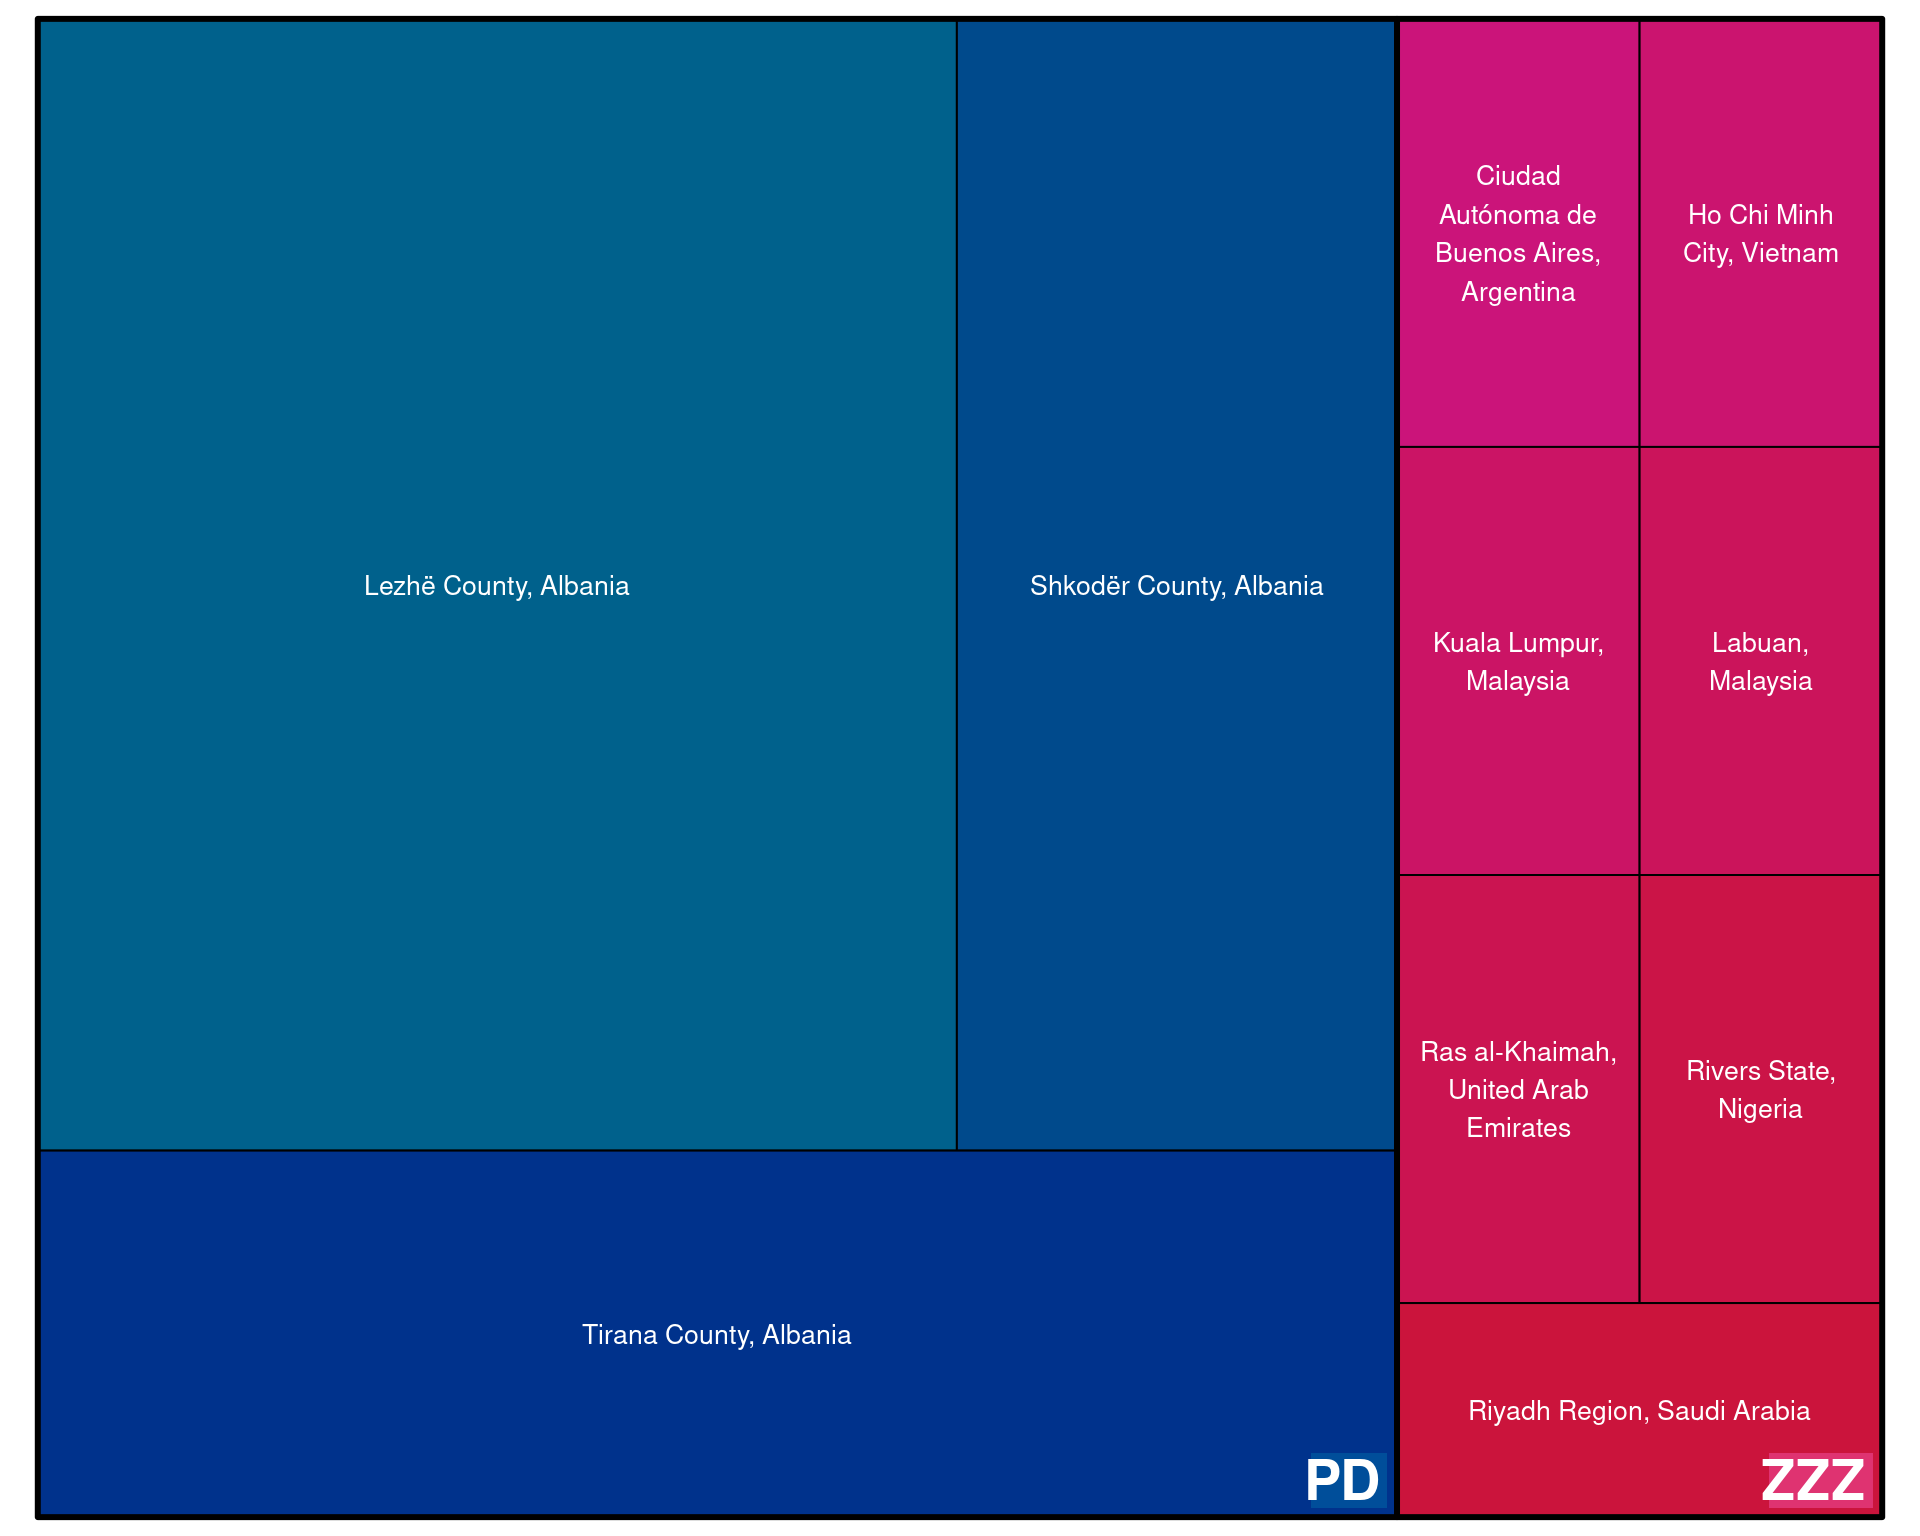 Lezhë County, Albania
Shkodër County, Albania
Tirana County, Albania
PD
Ciudad
Autónoma de
Buenos Aires,
Argentina
Ho Chi Minh
City, Vietnam
Kuala Lumpur,
Malaysia
Labuan,
Malaysia
Ras al-Khaimah,
United Arab
Emirates
Rivers State,
Nigeria
Riyadh Region, Saudi Arabia
ZZZ